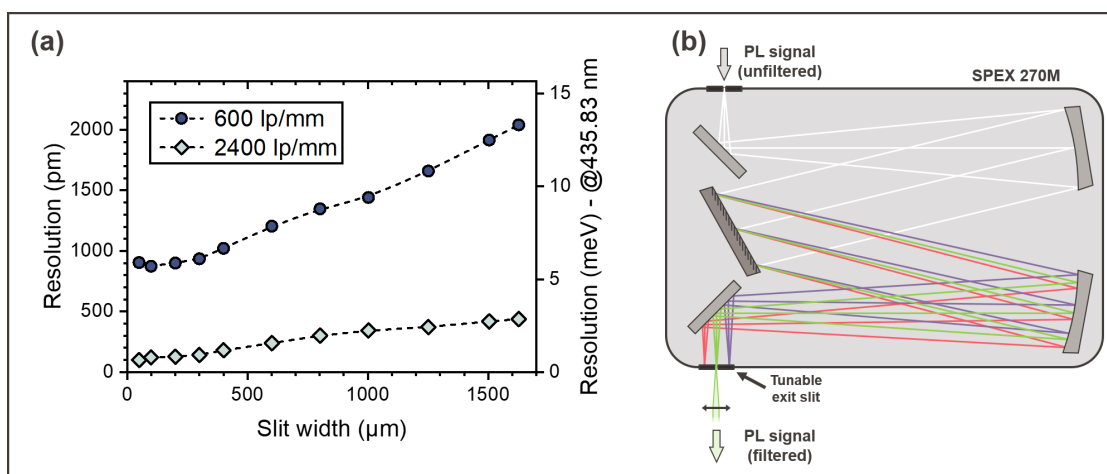 (a)
600 lp/mm
2400 lp/mm
Resolution (pm)
0
500
1000
1500
2000
0
500
1000
1500
Slit width (µm)
0
5
10
15
Resolution (meV) - @435.83 nm
(b)
PL signal
(unfiltered)
SPEX 270M
Tunable
exit slit
PL signal
(filtered)